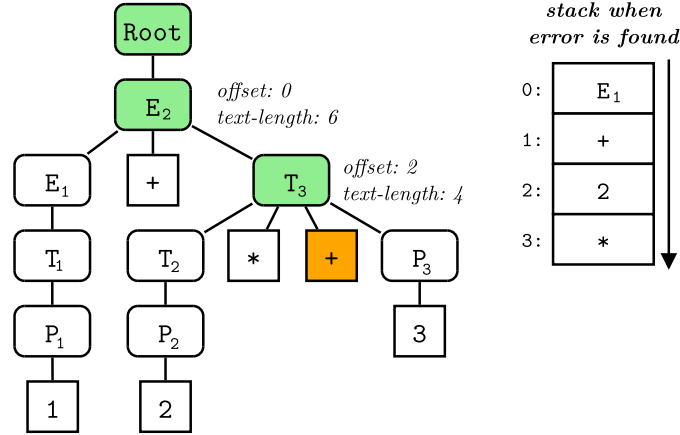 Root
stack when
error is found
E₂
offset: 0
text-length: 6
0: E₁
1: +
2: 2
3: *
E₁
+
T₃
offset: 2
text-length: 4
T₁
T₂
*
+
P₃
P₁
P₂
3
1
2